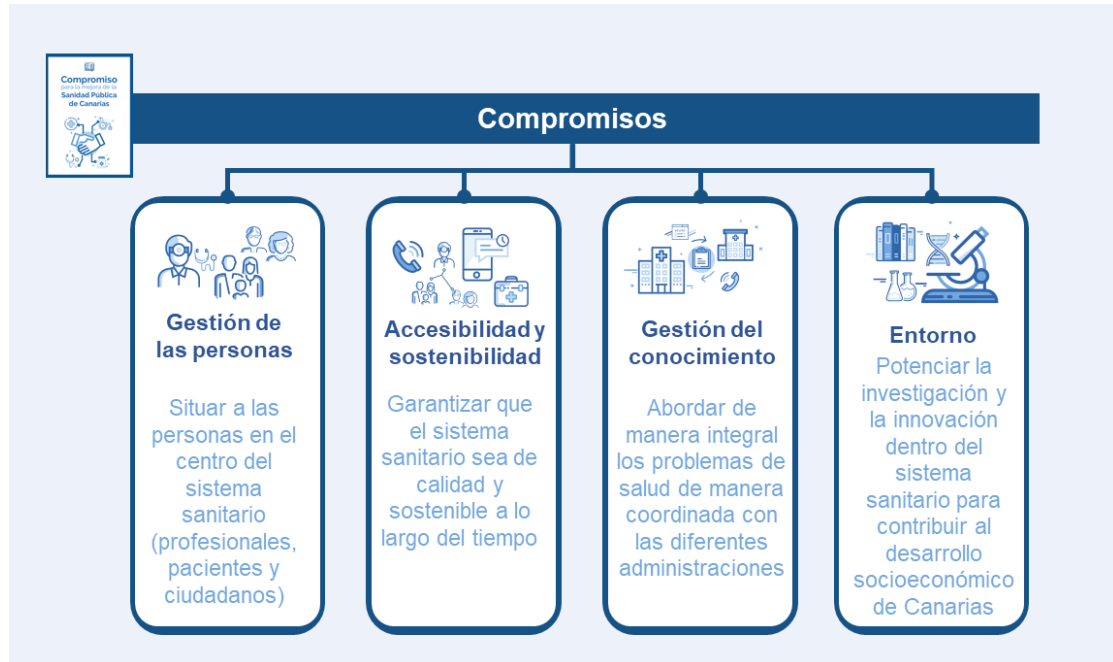 Compromiso
para la mejora de la
Sanidad Pública
de Canarias
Compromisos
Gestión de
las personas
Situar a las
personas en el
centro del
sistema
sanitario
(profesionales,
pacientes y
ciudadanos)
Accesibilidad y
sostenibilidad
Garantizar que
el sistema
sanitario sea de
calidad y
sostenible a lo
largo del tiempo
Gestión del
conocimiento
Abordar de
manera integral
los problemas de
salud de manera
coordinada con
las diferentes
administraciones
Entorno
Potenciar la
investigación y
la innovación
dentro del
sistema
sanitario para
contribuir al
desarrollo
socioeconómico
de Canarias